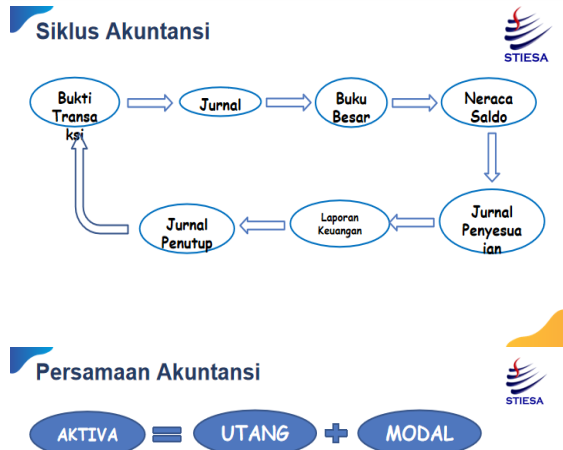 Siklus Akuntansi
STIESA
Bukti
Transa
ksi
Jurnal
Buku
Besar
Neraca
Saldo
Jurnal
Penyesua
ian
Laporan
Keuangan
Jurnal
Penutup
Persamaan Akuntansi
STIESA
AKTIVA = UTANG + MODAL